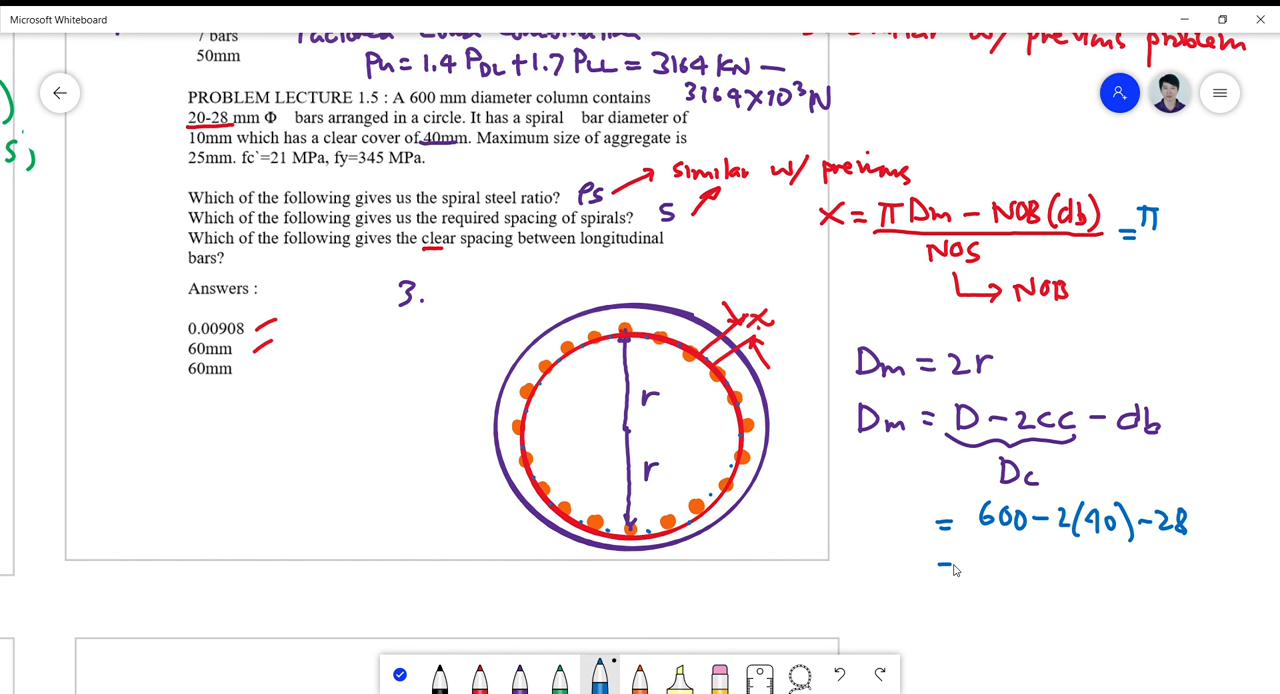 Microsoft Whiteboard
7 bars
50mm
Pu = 1.4 PDL + 1.7 PLL = 3164 KN –
3164x10³N
w/ previous problem
PROBLEM LECTURE 1.5 : A 600 mm diameter column contains
20-28 mm Φ bars arranged in a circle. It has a spiral bar diameter of
10mm which has a clear cover of 40mm. Maximum size of aggregate is
25mm. fc`=21 MPa, fy=345 MPa.
s,
similar w/ previous
Which of the following gives us the spiral steel ratio? ρs
Which of the following gives us the required spacing of spirals? S
Which of the following gives the clear spacing between longitudinal
bars?
X = πDm – NOB(db) = π
NOS
NOB
Answers :
3.
0.00908
60mm
60mm
x
r
r
Dm = 2r
Dm = D – 2cc – db
Dc
= 600 – 2(40) – 28